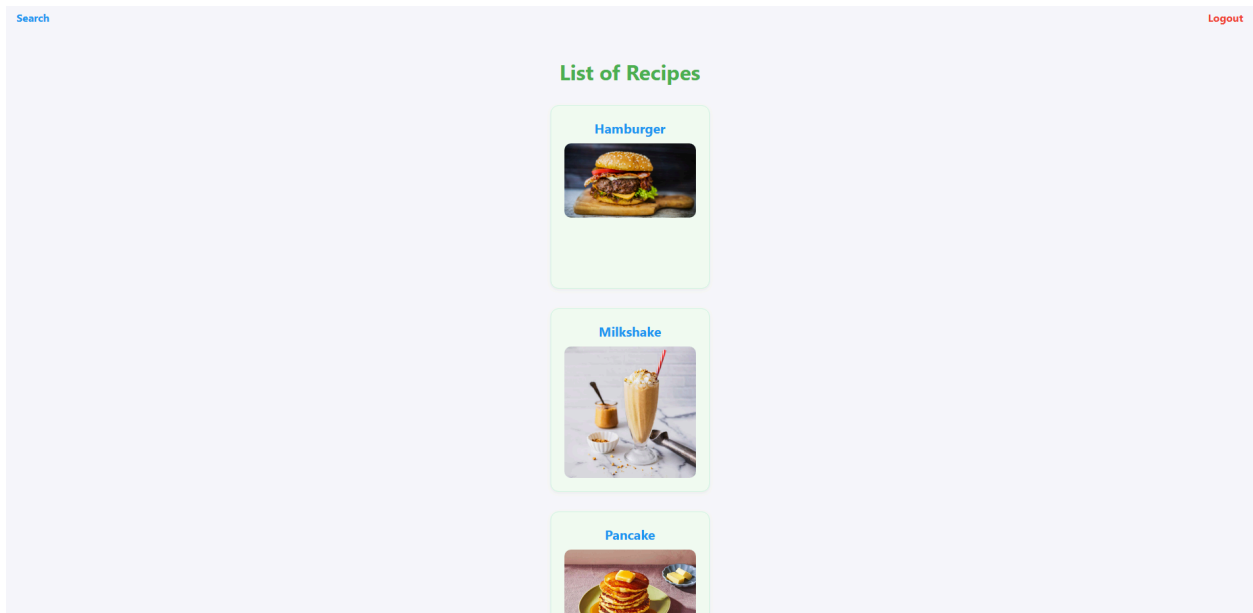 Search
Logout
List of Recipes
Hamburger
Milkshake
Pancake